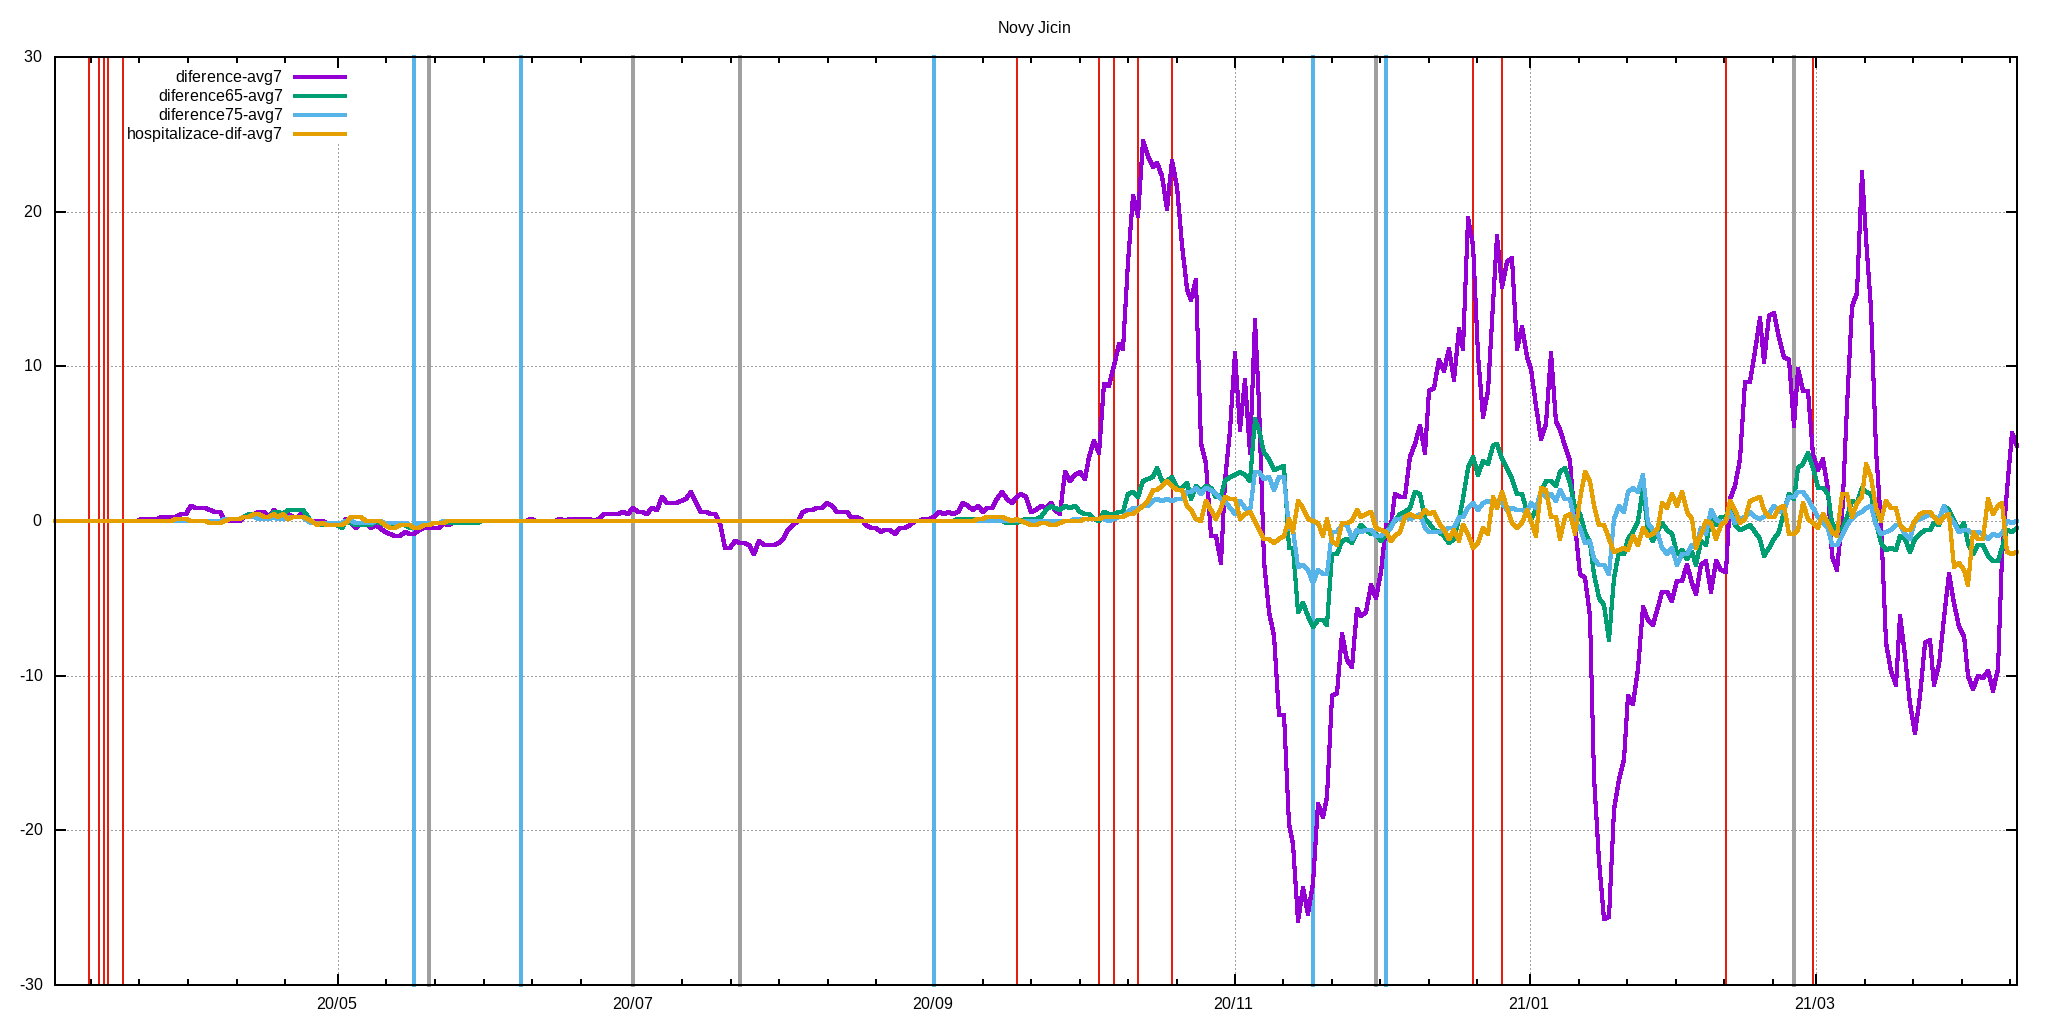 Novy Jicin
30
20
10
0
-10
-20
-30
diference-avg7
diference65-avg7
diference75-avg7
hospitalizace-dif-avg7
20/05
20/07
20/09
20/11
21/01
21/03